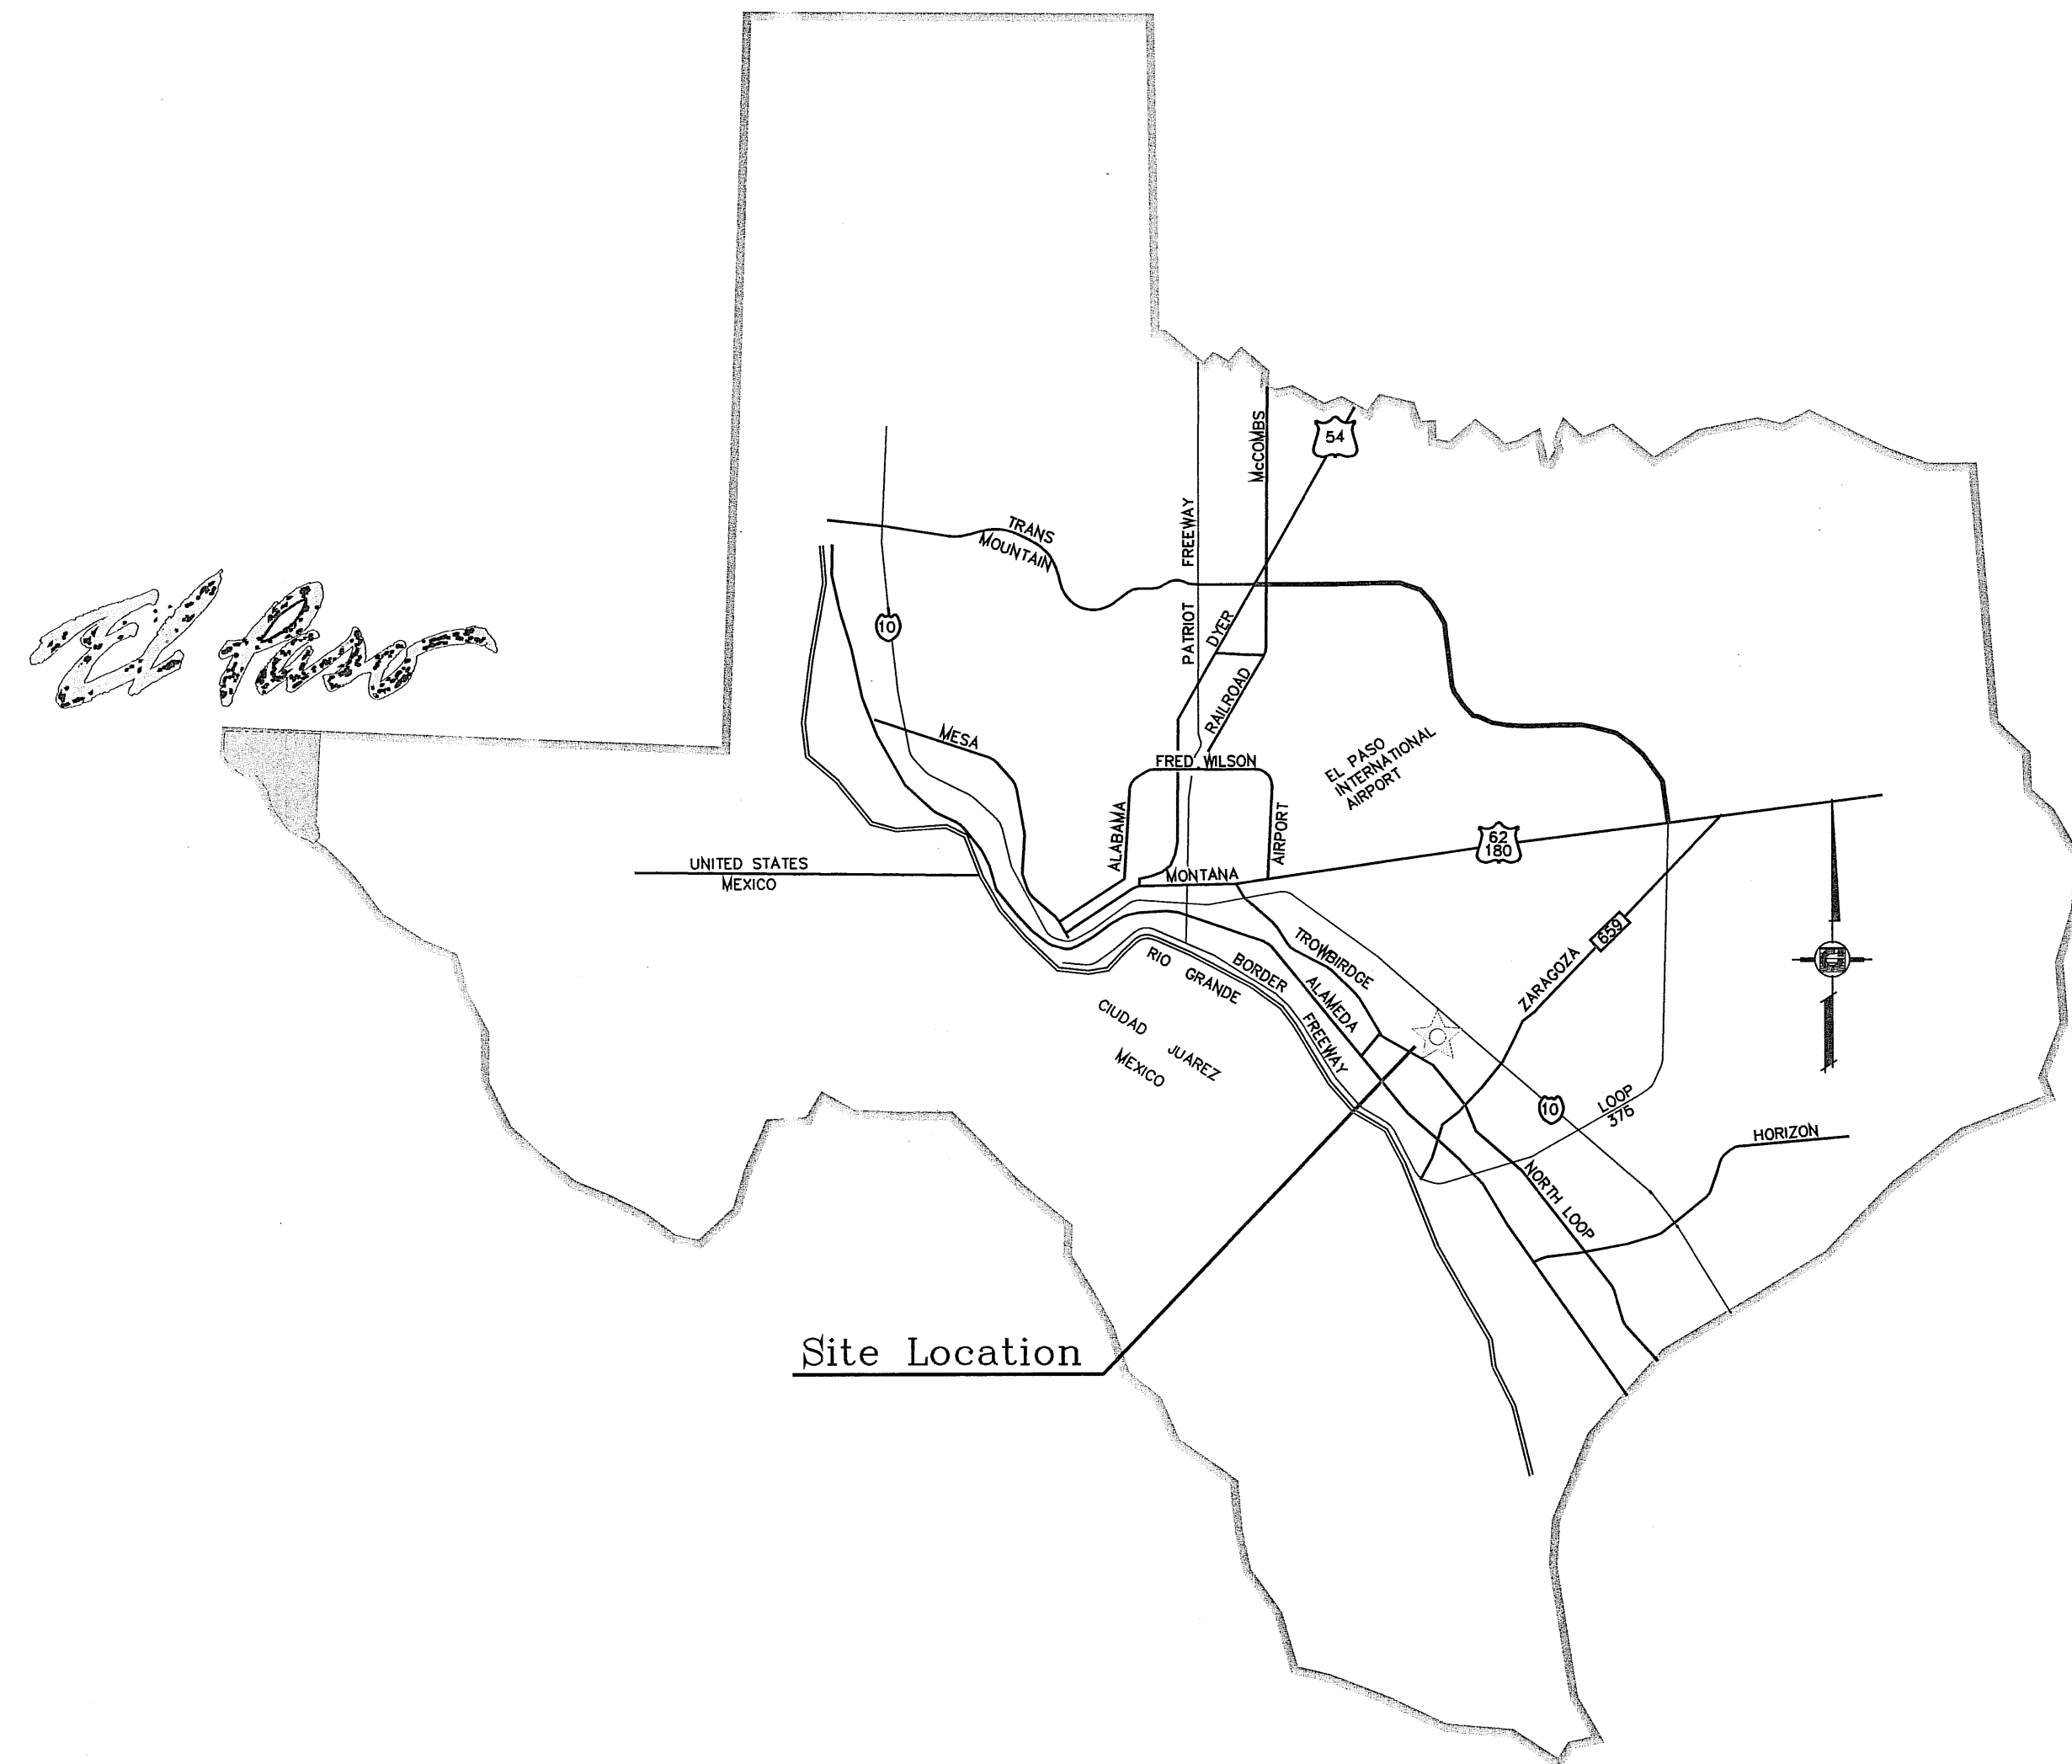 McCOMBS
54
FREEWAY
TRANS
MOUNTAIN
El Paso
10
PATRIOT
DYER
RAILROAD
MESA
FRED WILSON
EL PASO
INTERNATIONAL
AIRPORT
ALABAMA
AIRPORT
62
180
UNITED STATES
MEXICO
MONTANA
659
TROWBIRDGE
RIO GRANDE
BORDER
FREEWAY
ALAMEDA
ZARAGOZA
CIUDAD JUAREZ
MEXICO
10
LOOP
375
HORIZON
NORTH LOOP
Site Location